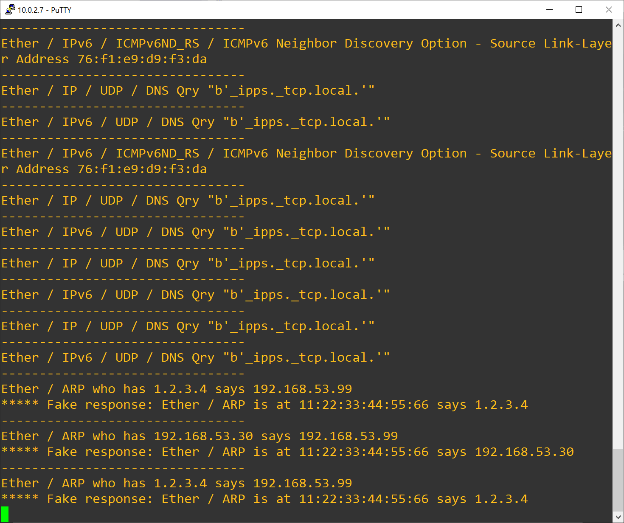 10.0.2.7 - PuTTY
---------------------------------
Ether / IPv6 / ICMPv6ND_RS / ICMPv6 Neighbor Discovery Option - Source Link-Laye
r Address 76:f1:e9:d9:f3:da
---------------------------------
Ether / IP / UDP / DNS Qry "b'_ipps._tcp.local.'"
---------------------------------
Ether / IPv6 / UDP / DNS Qry "b'_ipps._tcp.local.'"
---------------------------------
Ether / IPv6 / ICMPv6ND_RS / ICMPv6 Neighbor Discovery Option - Source Link-Laye
r Address 76:f1:e9:d9:f3:da
---------------------------------
Ether / IP / UDP / DNS Qry "b'_ipps._tcp.local.'"
---------------------------------
Ether / IPv6 / UDP / DNS Qry "b'_ipps._tcp.local.'"
---------------------------------
Ether / IP / UDP / DNS Qry "b'_ipps._tcp.local.'"
---------------------------------
Ether / IPv6 / UDP / DNS Qry "b'_ipps._tcp.local.'"
---------------------------------
Ether / IP / UDP / DNS Qry "b'_ipps._tcp.local.'"
---------------------------------
Ether / IPv6 / UDP / DNS Qry "b'_ipps._tcp.local.'"
---------------------------------
Ether / ARP who has 1.2.3.4 says 192.168.53.99
***** Fake response: Ether / ARP is at 11:22:33:44:55:66 says 1.2.3.4
---------------------------------
Ether / ARP who has 192.168.53.30 says 192.168.53.99
***** Fake response: Ether / ARP is at 11:22:33:44:55:66 says 192.168.53.30
---------------------------------
Ether / ARP who has 1.2.3.4 says 192.168.53.99
***** Fake response: Ether / ARP is at 11:22:33:44:55:66 says 1.2.3.4